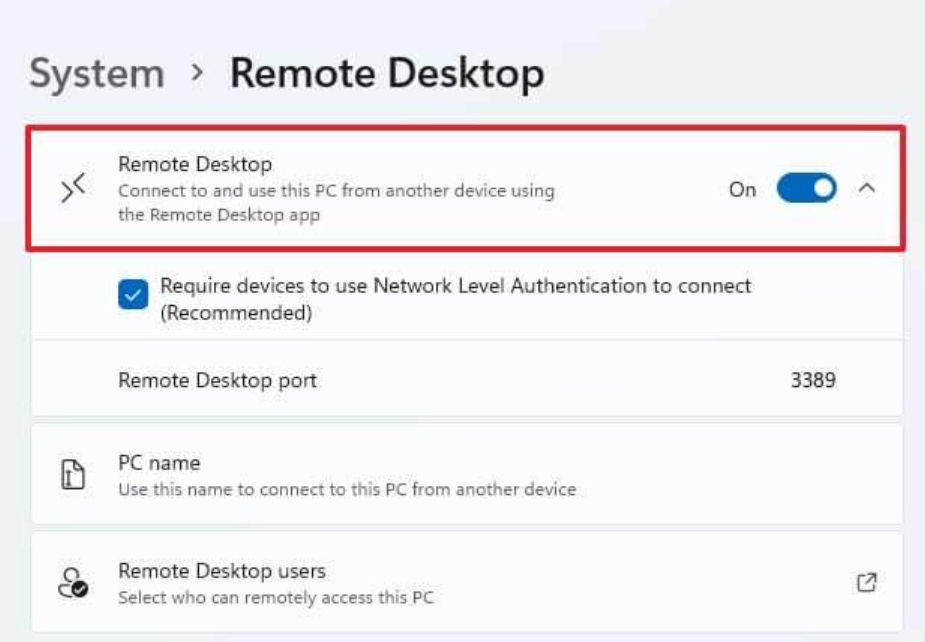 System > Remote Desktop
Remote Desktop
Connect to and use this PC from another device using
the Remote Desktop app
On
Require devices to use Network Level Authentication to connect
(Recommended)
Remote Desktop port
3389
PC name
Use this name to connect to this PC from another device
Remote Desktop users
Select who can remotely access this PC